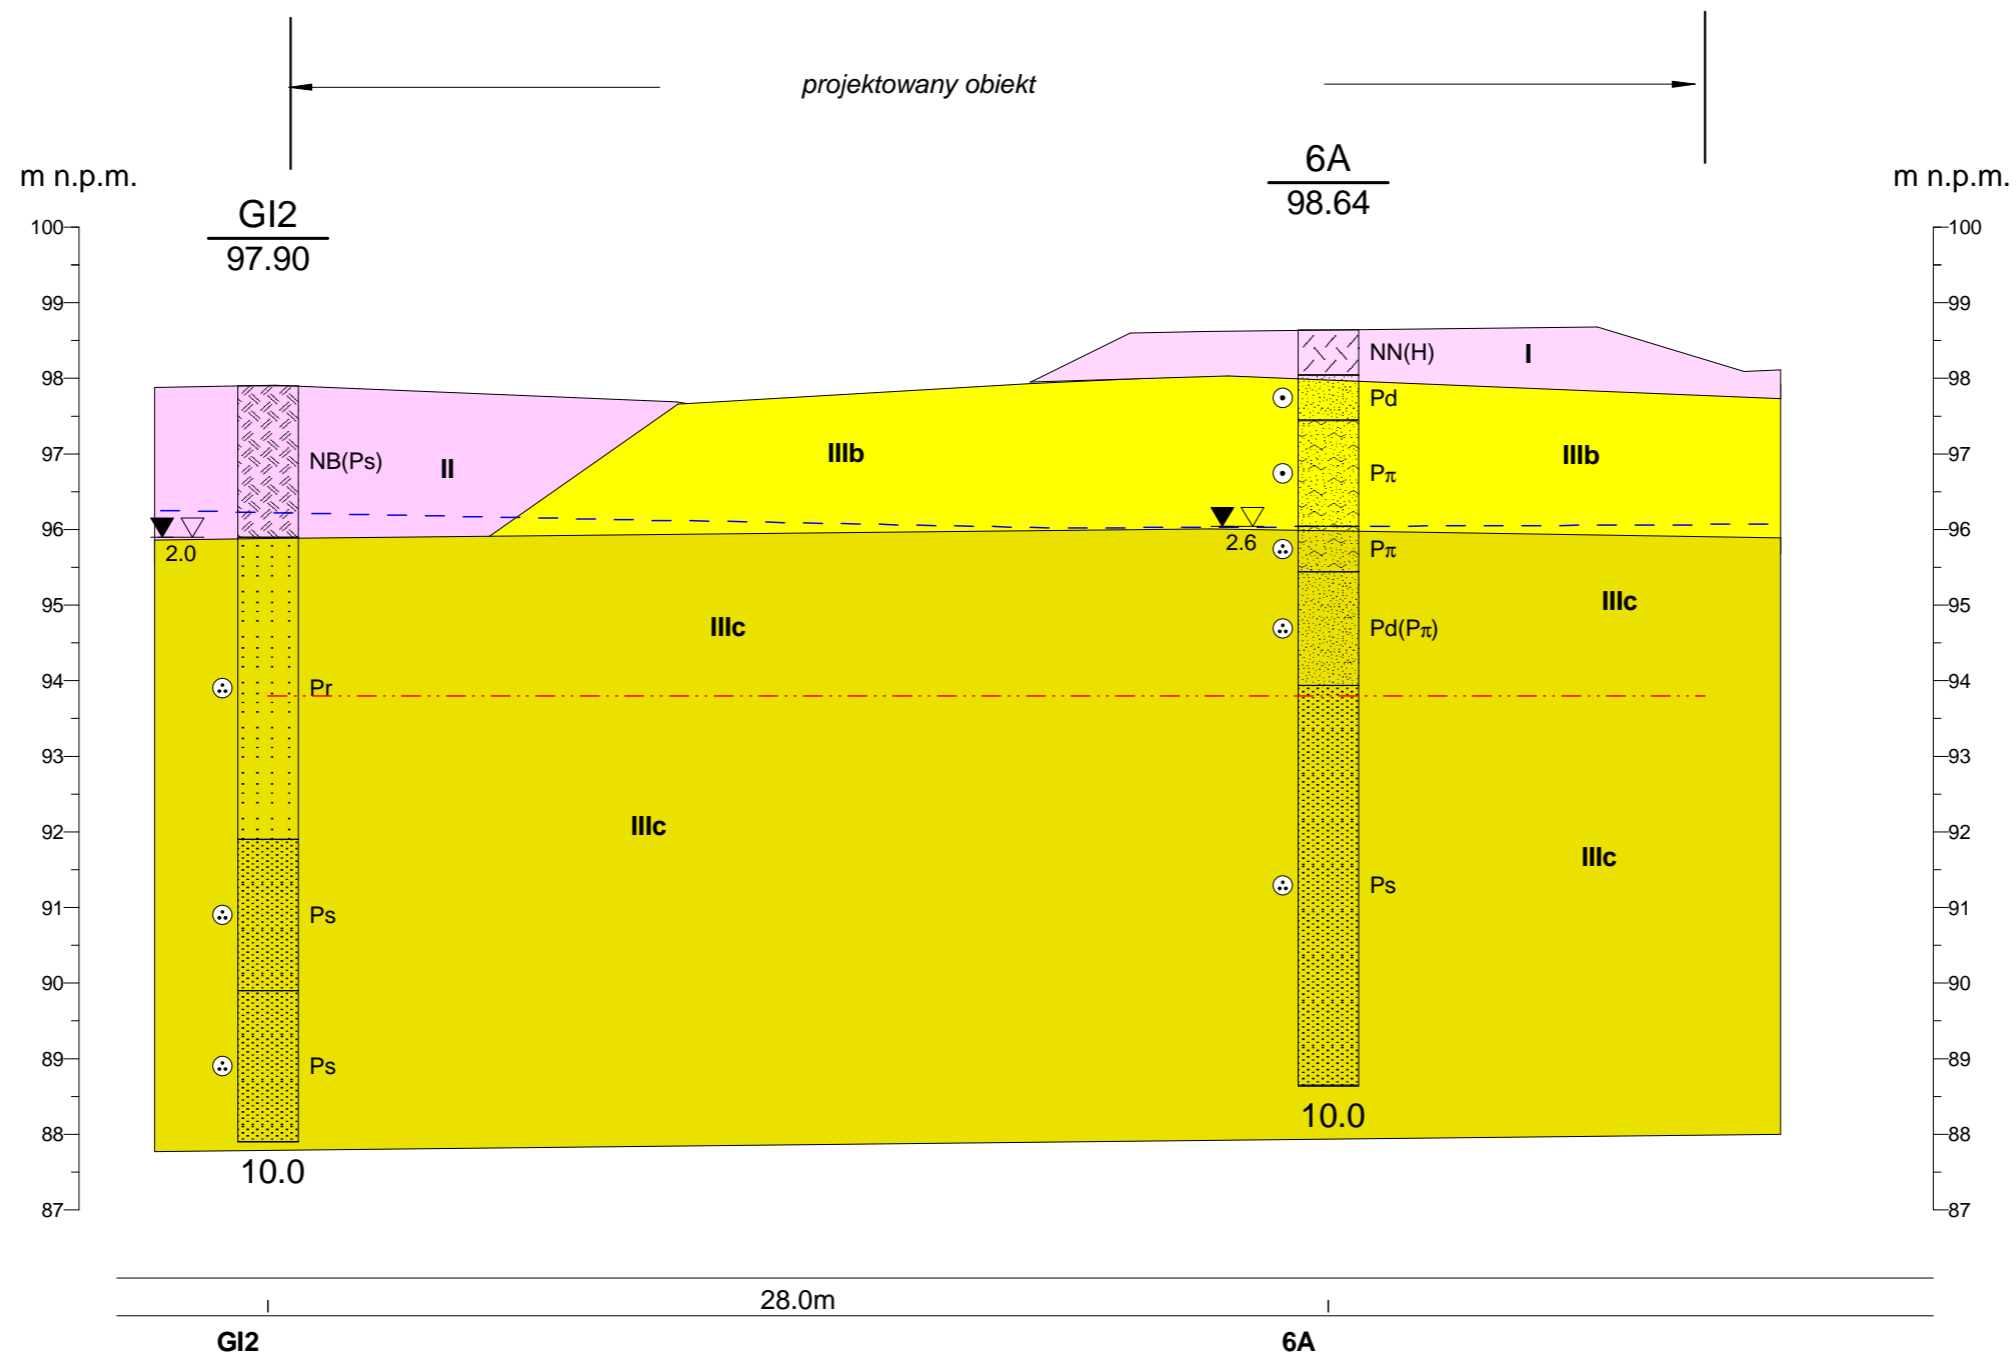 projektowany obiekt
m n.p.m.
m n.p.m.
GI2
97.90
6A
98.64
100
99
98
97
96
95
94
93
92
91
90
89
88
87
100
99
98
97
96
95
94
93
92
91
90
89
88
87
NN(H)
I
Pd
NB(Ps)
II
IIIb
Pπ
IIIb
2.0
2.6
Pπ
IIIc
Pd(Pπ)
IIIc
Pr
IIIc
IIIc
Ps
Ps
Ps
10.0
10.0
28.0m
GI2
6A